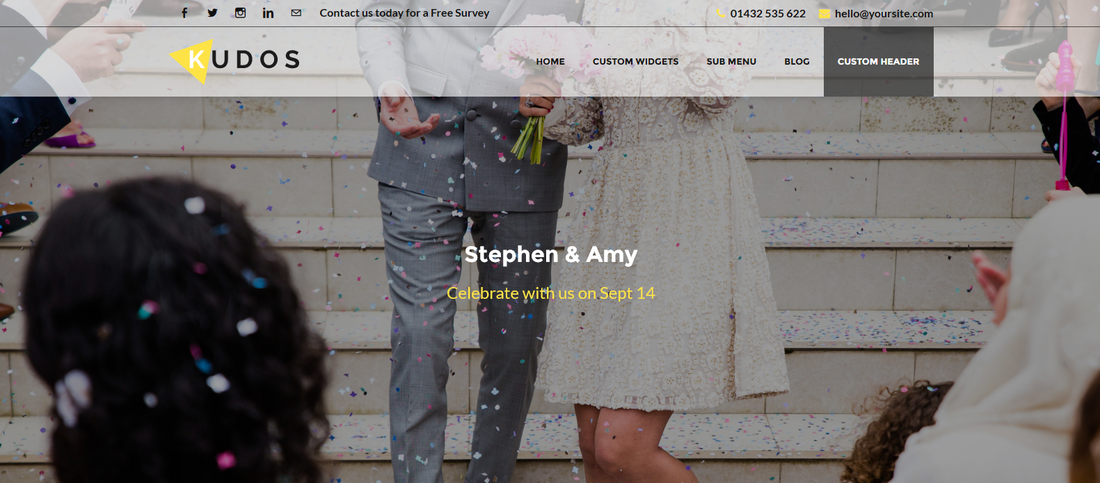 Contact us today for a Free Survey
01432 535 622
hello@yoursite.com
KUDOS
HOME
CUSTOM WIDGETS
SUB MENU
BLOG
CUSTOM HEADER
Stephen & Amy
Celebrate with us on Sept 14